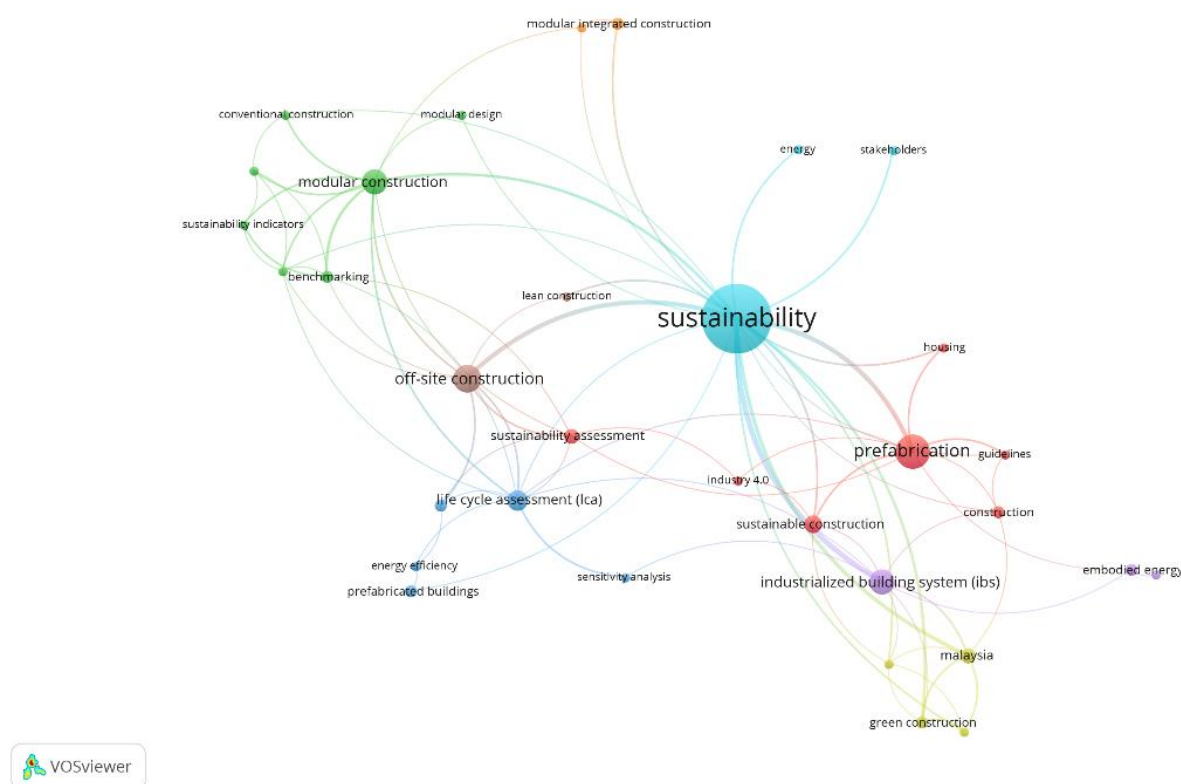 modular integrated construction
conventional construction
modular design
energy
stakeholders
modular construction
sustainability indicators
benchmarking
lean construction
sustainability
housing
off-site construction
sustainability assessment
prefabrication
guidelines
industry 4.0
life cycle assessment (lca)
construction
sustainable construction
energy efficiency
embodied energy
sensitivity analysis
industrialized building system (ibs)
prefabricated buildings
malaysia
green construction
VOSviewer